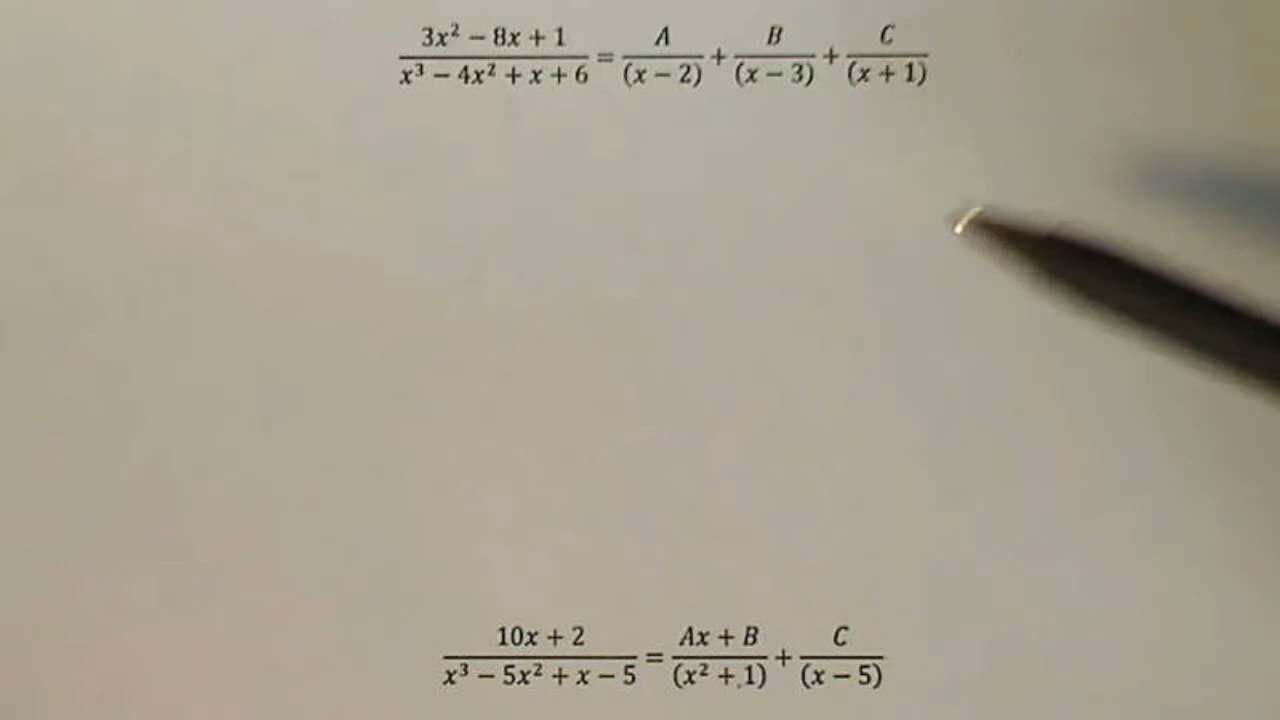 3x² − 8x + 1 / x³ − 4x² + x + 6 = A / (x − 2) + B / (x − 3) + C / (x + 1)
10x + 2 / x³ − 5x² + x − 5 = Ax + B / (x² + 1) + C / (x − 5)